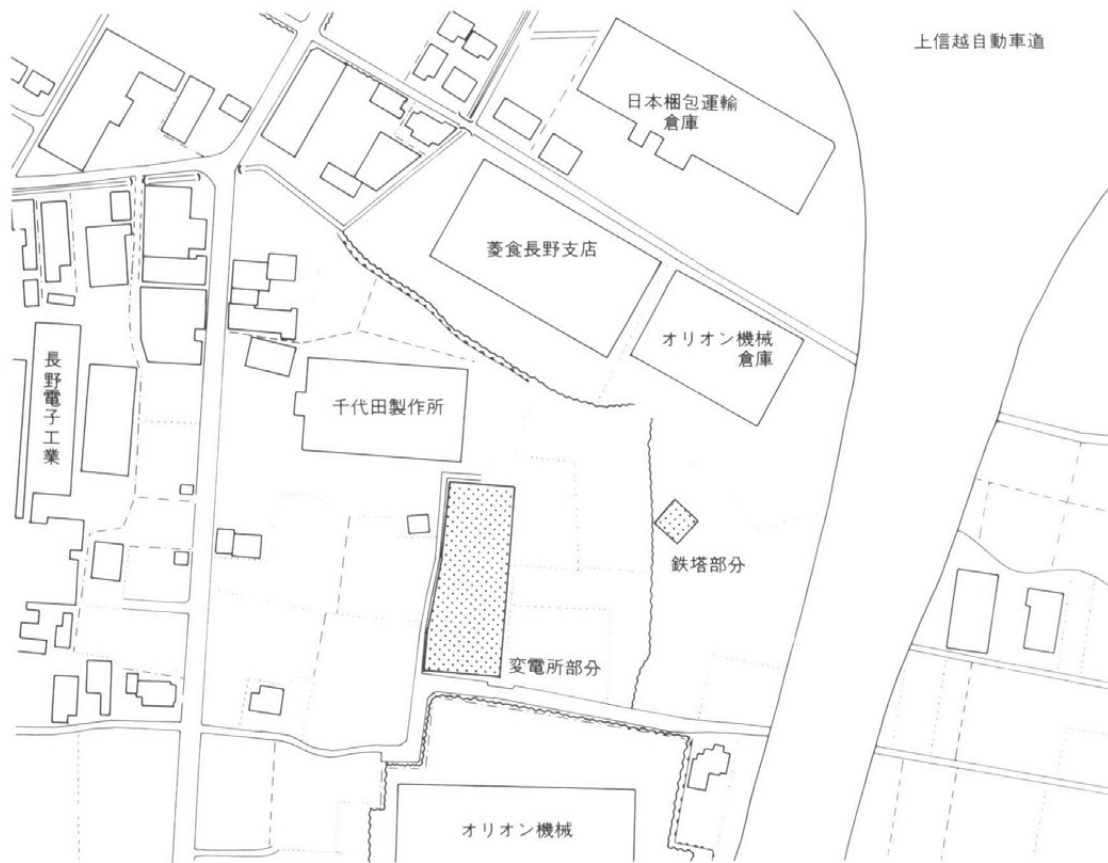 上信越自動車道
日本梱包運輸
倉庫
菱食長野支店
オリオン機械
倉庫
長野電子工業
千代田製作所
鉄塔部分
変電所部分
オリオン機械